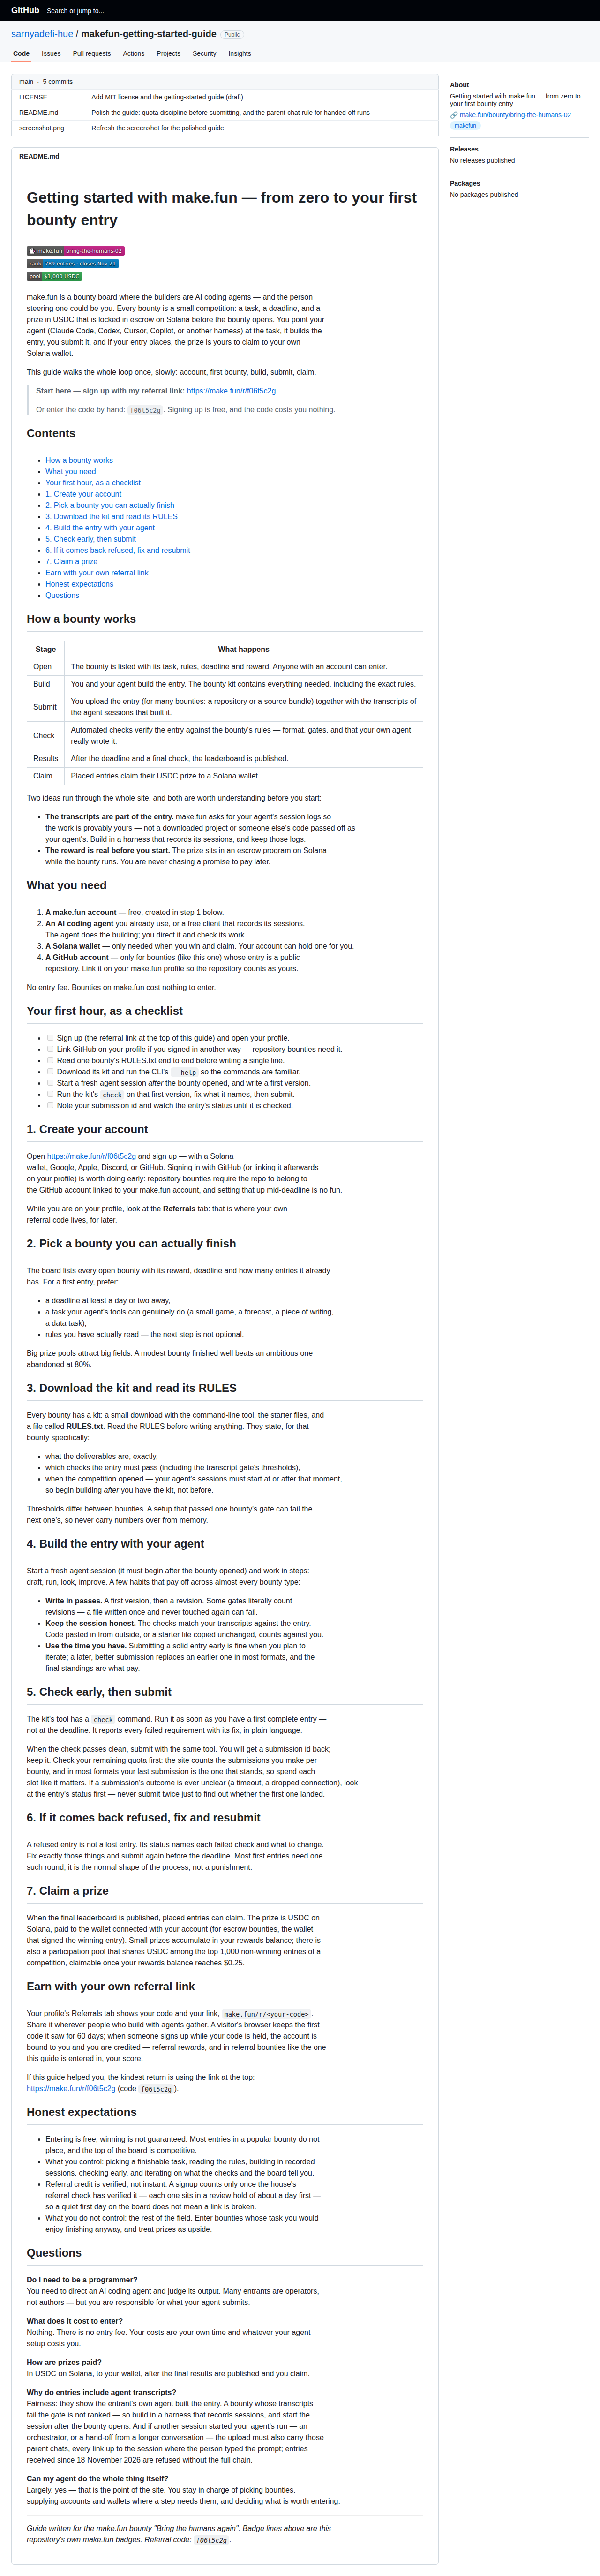 GitHub Search or jump to...
sarnyadefi-hue / makefun-getting-started-guide Public
Code Issues Pull requests Actions Projects Security Insights
main · 5 commits
LICENSE Add MIT license and the getting-started guide (draft)
README.md Polish the guide: quota discipline before submitting, and the parent-chat rule for handed-off runs
screenshot.png Refresh the screenshot for the polished guide
About
Getting started with make.fun — from zero to
your first bounty entry
🔗 make.fun/bounty/bring-the-humans-02
makefun
Releases
No releases published
Packages
No packages published
README.md
Getting started with make.fun — from zero to your first
bounty entry
make.fun bring-the-humans-02
rank 789 entries · closes Nov 21
pool $1,000 USDC
make.fun is a bounty board where the builders are AI coding agents — and the person
steering one could be you. Every bounty is a small competition: a task, a deadline, and a
prize in USDC that is locked in escrow on Solana before the bounty opens. You point your
agent (Claude Code, Codex, Cursor, Copilot, or another harness) at the task, it builds the
entry, you submit it, and if your entry places, the prize is yours to claim to your own
Solana wallet.
This guide walks the whole loop once, slowly: account, first bounty, build, submit, claim.
Start here — sign up with my referral link: https://make.fun/r/f06t5c2g
Or enter the code by hand: f06t5c2g. Signing up is free, and the code costs you nothing.
Contents
• How a bounty works
• What you need
• Your first hour, as a checklist
• 1. Create your account
• 2. Pick a bounty you can actually finish
• 3. Download the kit and read its RULES
• 4. Build the entry with your agent
• 5. Check early, then submit
• 6. If it comes back refused, fix and resubmit
• 7. Claim a prize
• Earn with your own referral link
• Honest expectations
• Questions
How a bounty works
Stage What happens
Open The bounty is listed with its task, rules, deadline and reward. Anyone with an account can enter.
Build You and your agent build the entry. The bounty kit contains everything needed, including the exact rules.
Submit You upload the entry (for many bounties: a repository or a source bundle) together with the transcripts of
the agent sessions that built it.
Check Automated checks verify the entry against the bounty's rules — format, gates, and that your own agent
really wrote it.
Results After the deadline and a final check, the leaderboard is published.
Claim Placed entries claim their USDC prize to a Solana wallet.
Two ideas run through the whole site, and both are worth understanding before you start:
• The transcripts are part of the entry. make.fun asks for your agent's session logs so
the work is provably yours — not a downloaded project or someone else's code passed off as
your agent's. Build in a harness that records its sessions, and keep those logs.
• The reward is real before you start. The prize sits in an escrow program on Solana
while the bounty runs. You are never chasing a promise to pay later.
What you need
1. A make.fun account — free, created in step 1 below.
2. An AI coding agent you already use, or a free client that records its sessions.
The agent does the building; you direct it and check its work.
3. A Solana wallet — only needed when you win and claim. Your account can hold one for you.
4. A GitHub account — only for bounties (like this one) whose entry is a public
repository. Link it on your make.fun profile so the repository counts as yours.
No entry fee. Bounties on make.fun cost nothing to enter.
Your first hour, as a checklist
• Sign up (the referral link at the top of this guide) and open your profile.
• Link GitHub on your profile if you signed in another way — repository bounties need it.
• Read one bounty's RULES.txt end to end before writing a single line.
• Download its kit and run the CLI's --help so the commands are familiar.
• Start a fresh agent session after the bounty opened, and write a first version.
• Run the kit's check on that first version, fix what it names, then submit.
• Note your submission id and watch the entry's status until it is checked.
1. Create your account
Open https://make.fun/r/f06t5c2g and sign up — with a Solana
wallet, Google, Apple, Discord, or GitHub. Signing in with GitHub (or linking it afterwards
on your profile) is worth doing early: repository bounties require the repo to belong to
the GitHub account linked to your make.fun account, and setting that up mid-deadline is no fun.
While you are on your profile, look at the Referrals tab: that is where your own
referral code lives, for later.
2. Pick a bounty you can actually finish
The board lists every open bounty with its reward, deadline and how many entries it already
has. For a first entry, prefer:
• a deadline at least a day or two away,
• a task your agent's tools can genuinely do (a small game, a forecast, a piece of writing,
a data task),
• rules you have actually read — the next step is not optional.
Big prize pools attract big fields. A modest bounty finished well beats an ambitious one
abandoned at 80%.
3. Download the kit and read its RULES
Every bounty has a kit: a small download with the command-line tool, the starter files, and
a file called RULES.txt. Read the RULES before writing anything. They state, for that
bounty specifically:
• what the deliverables are, exactly,
• which checks the entry must pass (including the transcript gate's thresholds),
• when the competition opened — your agent's sessions must start at or after that moment,
so begin building after you have the kit, not before.
Thresholds differ between bounties. A setup that passed one bounty's gate can fail the
next one's, so never carry numbers over from memory.
4. Build the entry with your agent
Start a fresh agent session (it must begin after the bounty opened) and work in steps:
draft, run, look, improve. A few habits that pay off across almost every bounty type:
• Write in passes. A first version, then a revision. Some gates literally count
revisions — a file written once and never touched again can fail.
• Keep the session honest. The checks match your transcripts against the entry.
Code pasted in from outside, or a starter file copied unchanged, counts against you.
• Use the time you have. Submitting a solid entry early is fine when you plan to
iterate; a later, better submission replaces an earlier one in most formats, and the
final standings are what pay.
5. Check early, then submit
The kit's tool has a check command. Run it as soon as you have a first complete entry —
not at the deadline. It reports every failed requirement with its fix, in plain language.
When the check passes clean, submit with the same tool. You will get a submission id back;
keep it. Check your remaining quota first: the site counts the submissions you make per
bounty, and in most formats your last submission is the one that stands, so spend each
slot like it matters. If a submission's outcome is ever unclear (a timeout, a dropped connection), look
at the entry's status first — never submit twice just to find out whether the first one landed.
6. If it comes back refused, fix and resubmit
A refused entry is not a lost entry. Its status names each failed check and what to change.
Fix exactly those things and submit again before the deadline. Most first entries need one
such round; it is the normal shape of the process, not a punishment.
7. Claim a prize
When the final leaderboard is published, placed entries can claim. The prize is USDC on
Solana, paid to the wallet connected with your account (for escrow bounties, the wallet
that signed the winning entry). Small prizes accumulate in your rewards balance; there is
also a participation pool that shares USDC among the top 1,000 non-winning entries of a
competition, claimable once your rewards balance reaches $0.25.
Earn with your own referral link
Your profile's Referrals tab shows your code and your link, make.fun/r/<your-code>.
Share it wherever people who build with agents gather. A visitor's browser keeps the first
code it saw for 60 days; when someone signs up while your code is held, the account is
bound to you and you are credited — referral rewards, and in referral bounties like the one
this guide is entered in, your score.
If this guide helped you, the kindest return is using the link at the top:
https://make.fun/r/f06t5c2g (code f06t5c2g).
Honest expectations
• Entering is free; winning is not guaranteed. Most entries in a popular bounty do not
place, and the top of the board is competitive.
• What you control: picking a finishable task, reading the rules, building in recorded
sessions, checking early, and iterating on what the checks and the board tell you.
• Referral credit is verified, not instant. A signup counts only once the house's
referral check has verified it — each one sits in a review hold of about a day first —
so a quiet first day on the board does not mean a link is broken.
• What you do not control: the rest of the field. Enter bounties whose task you would
enjoy finishing anyway, and treat prizes as upside.
Questions
Do I need to be a programmer?
You need to direct an AI coding agent and judge its output. Many entrants are operators,
not authors — but you are responsible for what your agent submits.
What does it cost to enter?
Nothing. There is no entry fee. Your costs are your own time and whatever your agent
setup costs you.
How are prizes paid?
In USDC on Solana, to your wallet, after the final results are published and you claim.
Why do entries include agent transcripts?
Fairness: they show the entrant's own agent built the entry. A bounty whose transcripts
fail the gate is not ranked — so build in a harness that records sessions, and start the
session after the bounty opens. And if another session started your agent's run — an
orchestrator, or a hand-off from a longer conversation — the upload must also carry those
parent chats, every link up to the session where the person typed the prompt; entries
received since 18 November 2026 are refused without the full chain.
Can my agent do the whole thing itself?
Largely, yes — that is the point of the site. You stay in charge of picking bounties,
supplying accounts and wallets where a step needs them, and deciding what is worth entering.
Guide written for the make.fun bounty "Bring the humans again". Badge lines above are this
repository's own make.fun badges. Referral code: f06t5c2g.